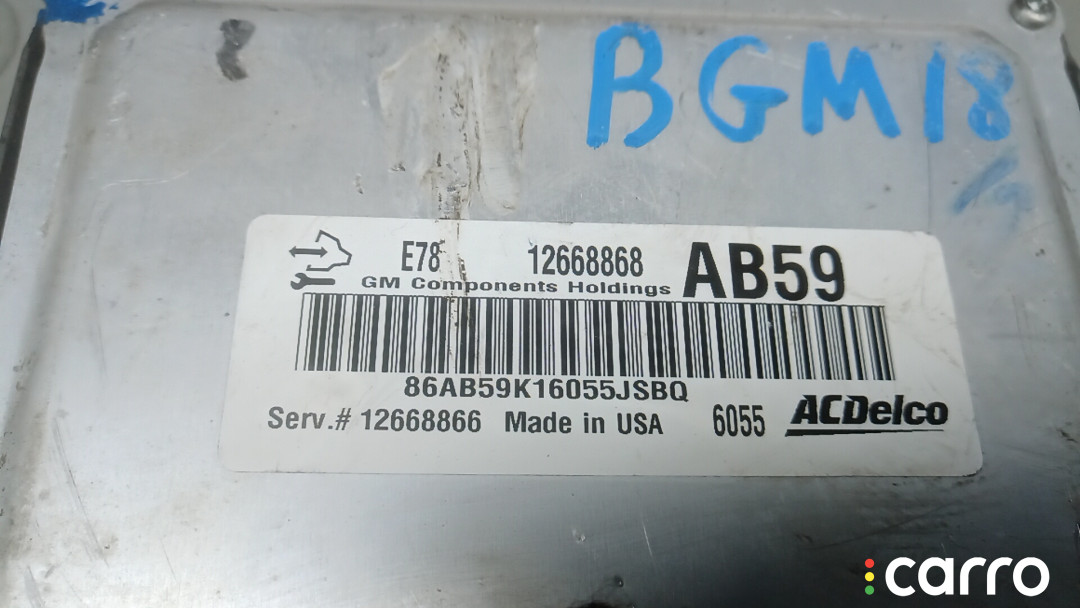 BGM18
E78 12668868 AB59
GM Components Holdings
86AB59K16055JSBQ
Serv.# 12668866 Made in USA 6055 ACDelco
carro